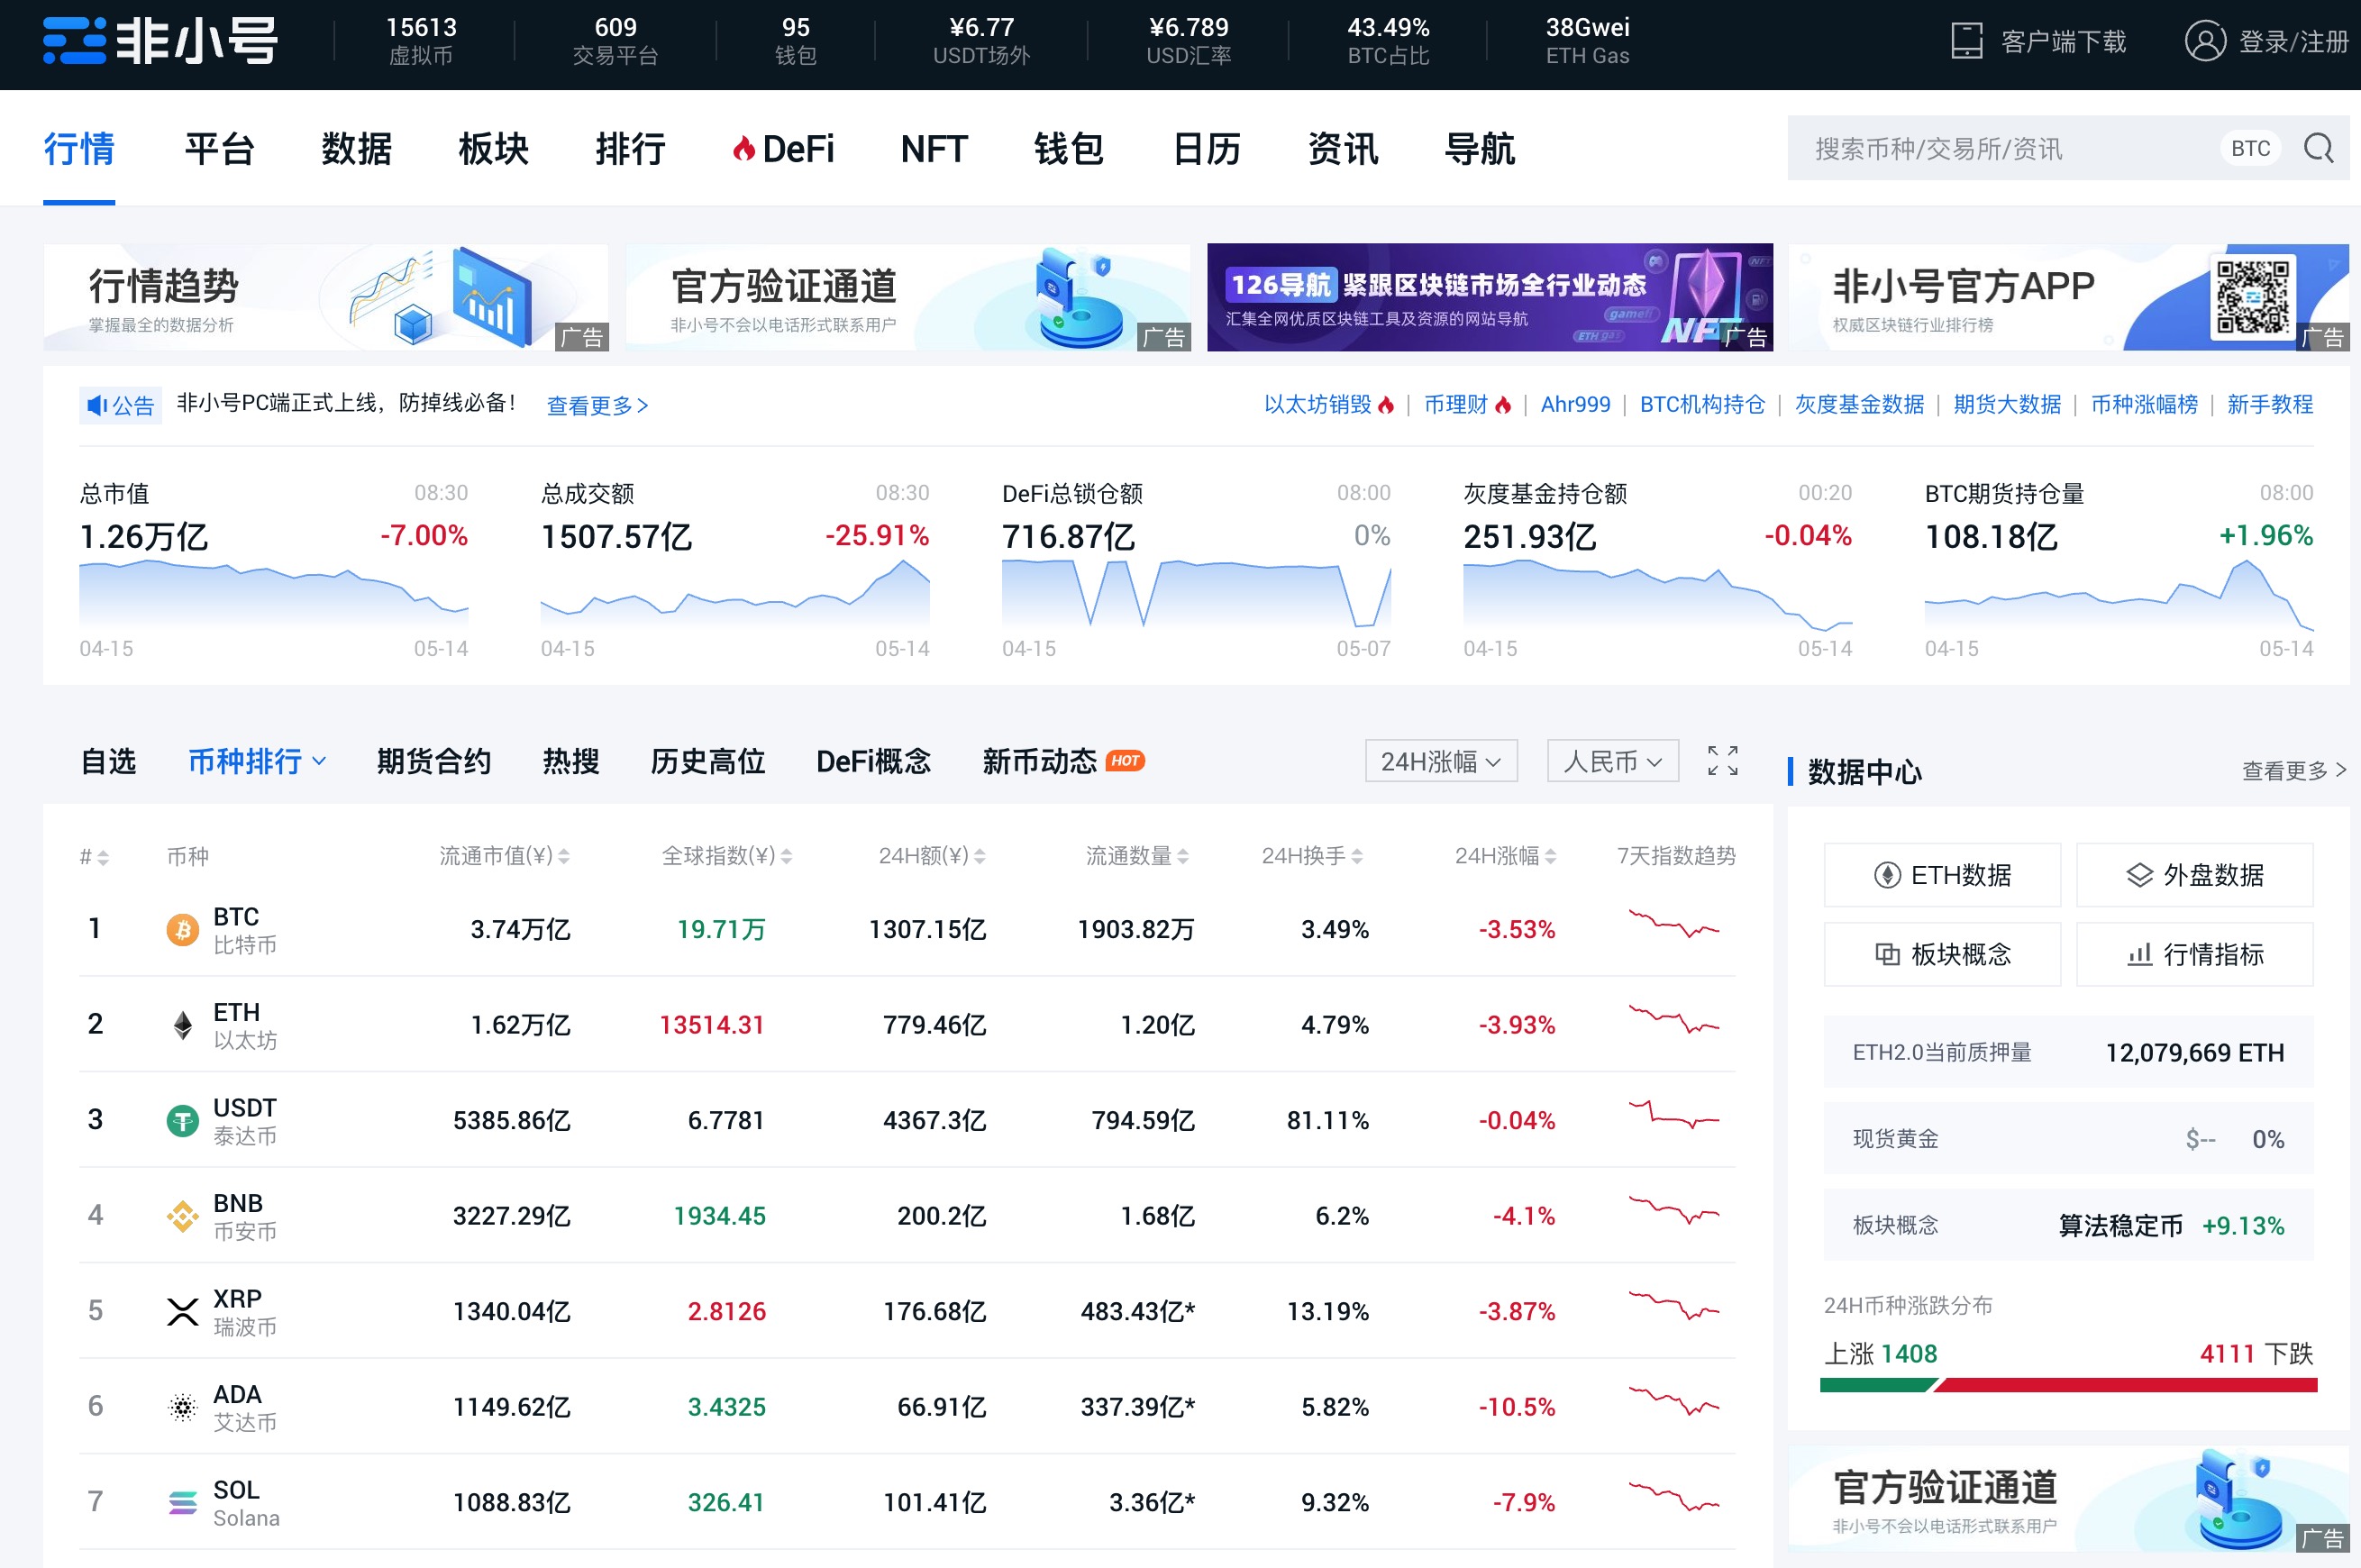 非小号
15613 609 95 ¥6.77 ¥6.789 43.49% 38Gwei
虚拟币 交易平台 钱包 USDT场外 USD汇率 BTC占比 ETH Gas
客户端下载 登录/注册
行情 平台 数据 板块 排行 DeFi NFT 钱包 日历 资讯 导航
搜索币种/交易所/资讯 BTC
行情趋势
掌握最全的数据分析
广告
官方验证通道
非小号不会以电话形式联系用户
广告
126导航 紧跟区块链市场全行业动态
汇集全网优质区块链工具及资源的网站导航
NFT
gamefi
ETH gas
NFT
广告
非小号官方APP
权威区块链行业排行榜
广告
公告 非小号PC端正式上线，防掉线必备！ 查看更多>
以太坊销毁 | 币理财 | Ahr999 | BTC机构持仓 | 灰度基金数据 | 期货大数据 | 币种涨幅榜 | 新手教程
总市值 08:30
1.26万亿 -7.00%
04-15 05-14
总成交额 08:30
1507.57亿 -25.91%
04-15 05-14
DeFi总锁仓额 08:00
716.87亿 0%
04-15 05-07
灰度基金持仓额 00:20
251.93亿 -0.04%
04-15 05-14
BTC期货持仓量 08:00
108.18亿 +1.96%
04-15 05-14
自选 币种排行 期货合约 热搜 历史高位 DeFi概念 新币动态 HOT
24H涨幅 人民币
# 币种 流通市值(¥) 全球指数(¥) 24H额(¥) 流通数量 24H换手 24H涨幅 7天指数趋势
1 BTC 3.74万亿 19.71万 1307.15亿 1903.82万 3.49% -3.53%
比特币
2 ETH 1.62万亿 13514.31 779.46亿 1.20亿 4.79% -3.93%
以太坊
3 USDT 5385.86亿 6.7781 4367.3亿 794.59亿 81.11% -0.04%
泰达币
4 BNB 3227.29亿 1934.45 200.2亿 1.68亿 6.2% -4.1%
币安币
5 XRP 1340.04亿 2.8126 176.68亿 483.43亿* 13.19% -3.87%
瑞波币
6 ADA 1149.62亿 3.4325 66.91亿 337.39亿* 5.82% -10.5%
艾达币
7 SOL 1088.83亿 326.41 101.41亿 3.36亿* 9.32% -7.9%
Solana
数据中心 查看更多>
ETH数据 外盘数据
板块概念 行情指标
ETH2.0当前质押量 12,079,669 ETH
现货黄金 $-- 0%
板块概念 算法稳定币 +9.13%
24H币种涨跌分布
上涨 1408 4111 下跌
官方验证通道
非小号不会以电话形式联系用户
广告